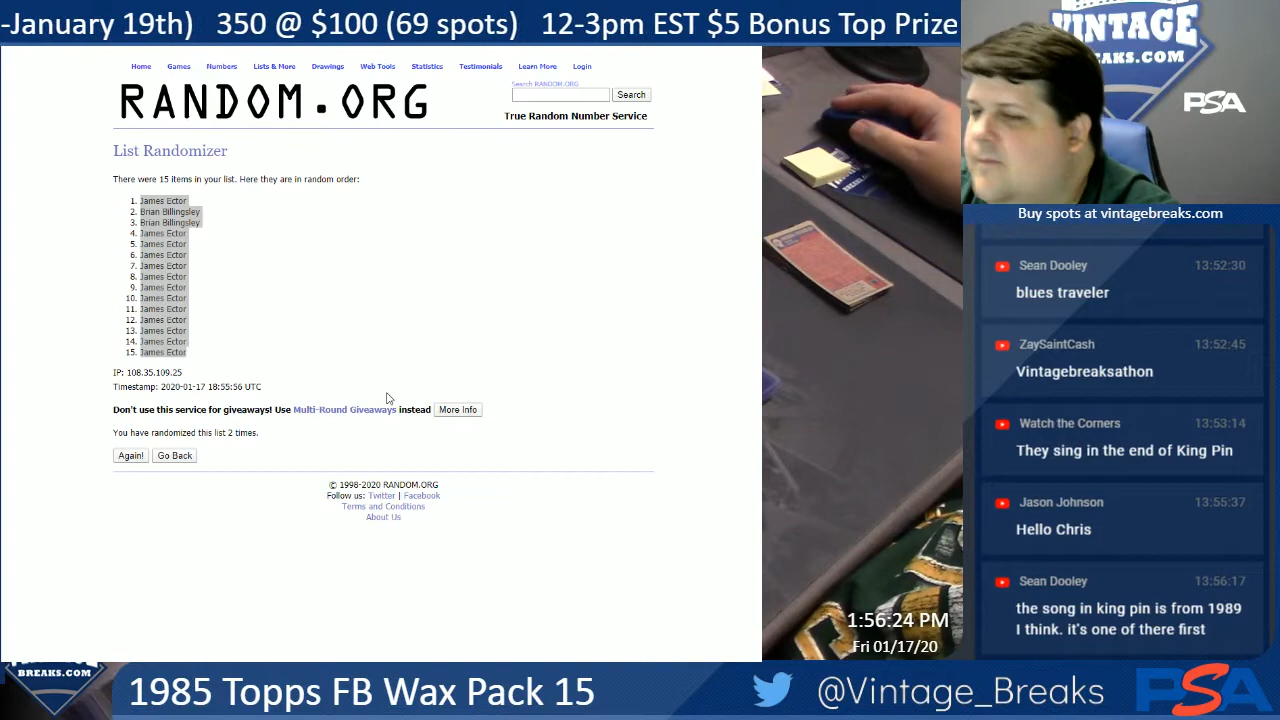 -January 19th) 350 @ $100 (69 spots) 12-3pm EST $5 Bonus Top Prize
Home Games Numbers Lists & More Drawings Web Tools Statistics Testimonials Learn More Login
Search RANDOM.ORG
Search
RANDOM.ORG
True Random Number Service
List Randomizer
There were 15 items in your list. Here they are in random order:
1. James Ector
2. Brian Billingsley
3. Brian Billingsley
4. James Ector
5. James Ector
6. James Ector
7. James Ector
8. James Ector
9. James Ector
10. James Ector
11. James Ector
12. James Ector
13. James Ector
14. James Ector
15. James Ector
IP: 108.35.109.25
Timestamp: 2020-01-17 18:55:56 UTC
Don't use this service for giveaways! Use Multi-Round Giveaways instead More Info
You have randomized this list 2 times.
Again! Go Back
© 1998-2020 RANDOM.ORG
Follow us: Twitter | Facebook
Terms and Conditions
About Us
VINTAGE
AKS.COM
PSA
Buy spots at vintagebreaks.com
Sean Dooley 13:52:30
blues traveler
ZaySaintCash 13:52:45
Vintagebreaksathon
Watch the Corners 13:53:14
They sing in the end of King Pin
Jason Johnson 13:55:37
Hello Chris
Sean Dooley 13:56:17
the song in king pin is from 1989
I think. it's one of there first
1:56:24 PM
Fri 01/17/20
BREAKS.COM
1985 Topps FB Wax Pack 15
@Vintage_Breaks
PSA